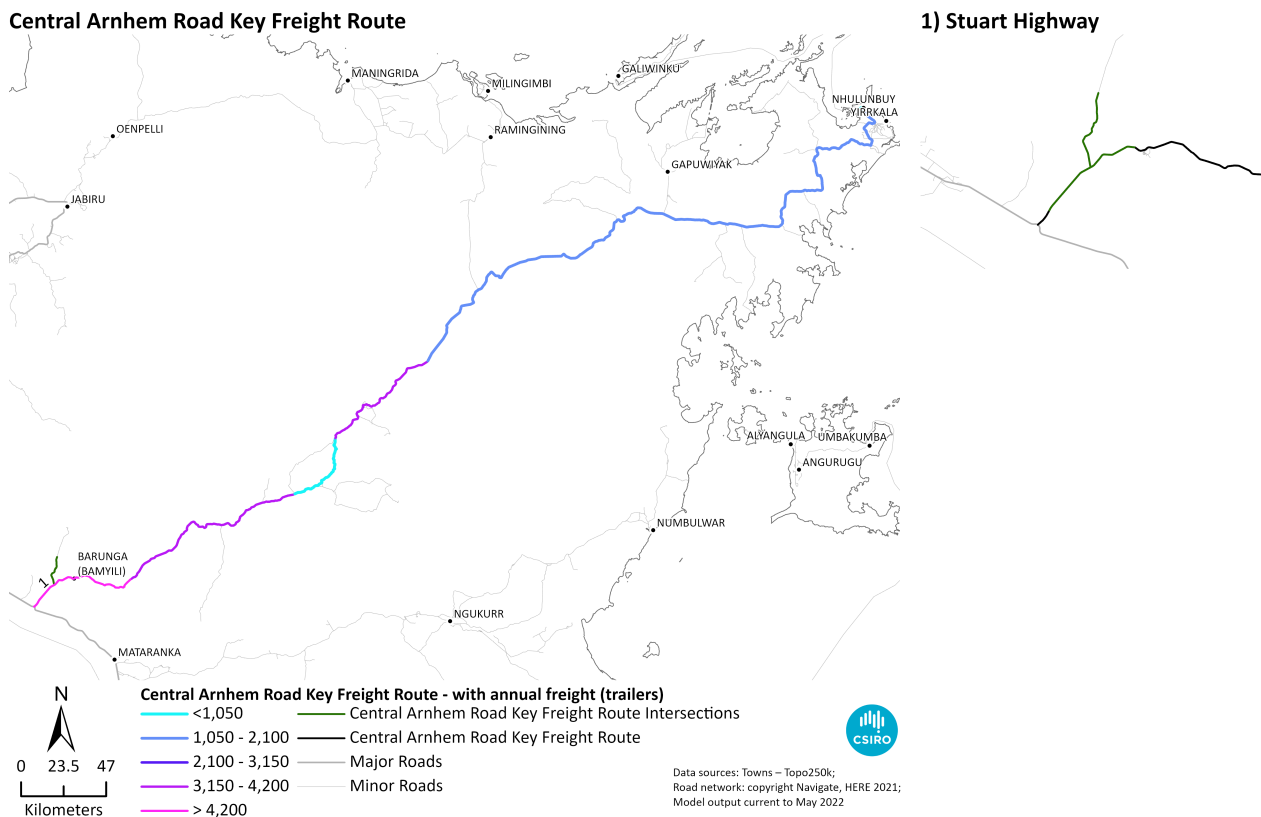 Central Arnhem Road Key Freight Route
1) Stuart Highway
MANINGRIDA
GALIWINKU
MILINGIMBI
NHULUNBUY
YIRRKALA
OENPELLI
RAMINGINING
GAPUWIYAK
JABIRU
ALYANGULA
UMBAKUMBA
ANGURUGU
NUMBULWAR
BARUNGA
(BAMYILI)
1
NGUKURR
MATARANKA
N
0 23.5 47
Kilometers
Central Arnhem Road Key Freight Route - with annual freight (trailers)
<1,050
1,050 - 2,100
2,100 - 3,150
3,150 - 4,200
> 4,200
Central Arnhem Road Key Freight Route Intersections
Central Arnhem Road Key Freight Route
Major Roads
Minor Roads
CSIRO
Data sources: Towns – Topo250k;
Road network: copyright Navigate, HERE 2021;
Model output current to May 2022